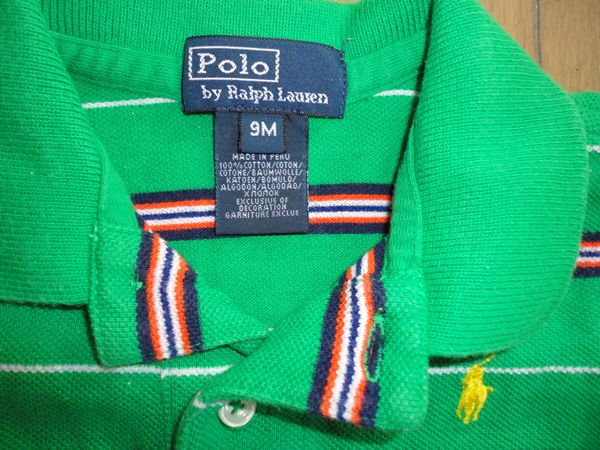 Polo
by Ralph Lauren
9M
MADE IN PERU
100% COTTON/COTON/
COTONE/BAUMWOLLE/
KATOEN/BOMULD/
ALGODON/ALGODAO/
ХЛОПОК
EXCLUSIVE OF
DECORATION
GARNITURE EXCLUE